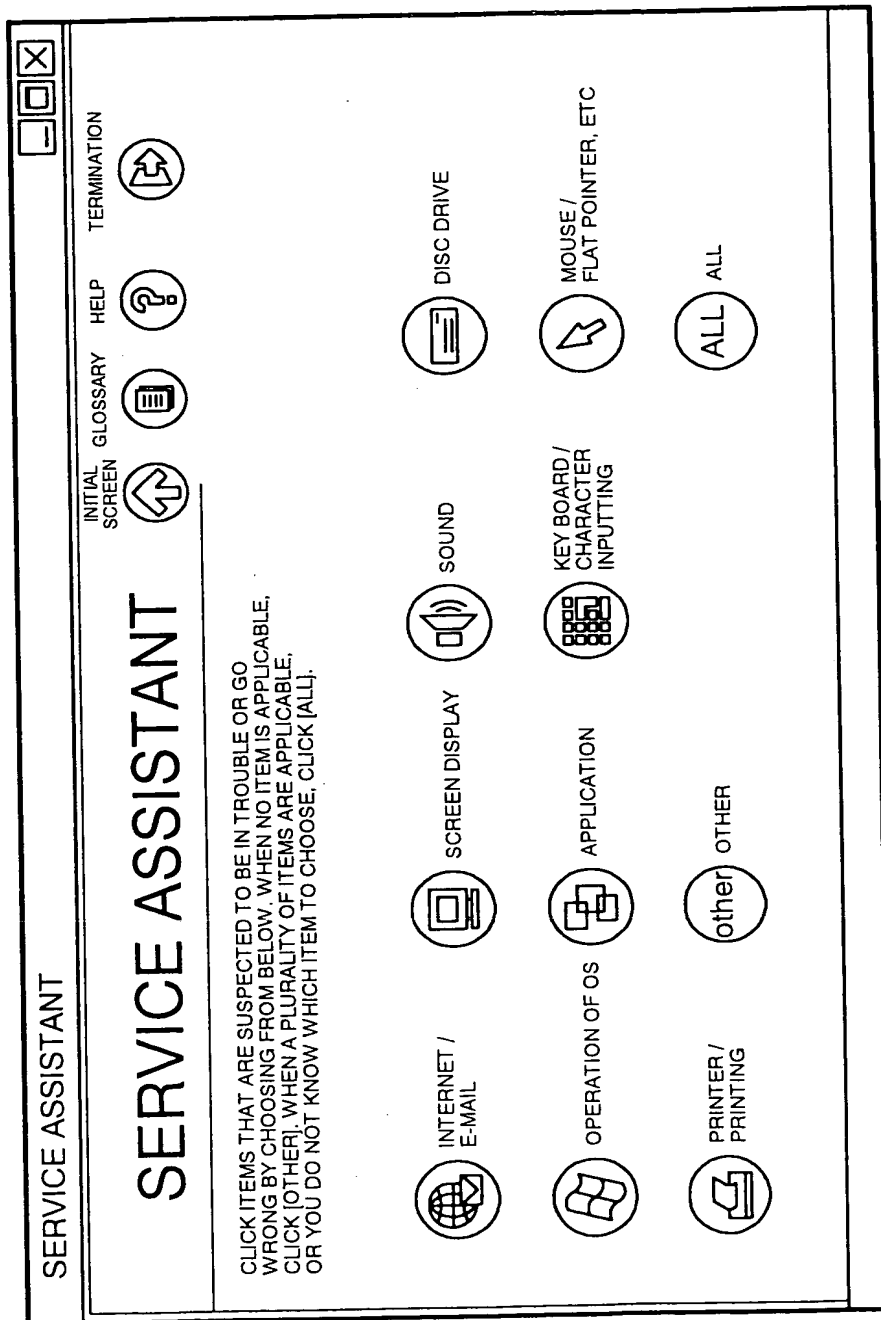 SERVICE ASSISTANT
SERVICE ASSISTANT
INITIAL
SCREEN
GLOSSARY
HELP
TERMINATION
CLICK ITEMS THAT ARE SUSPECTED TO BE IN TROUBLE OR GO
WRONG BY CHOOSING FROM BELOW. WHEN NO ITEM IS APPLICABLE,
CLICK [OTHER]. WHEN A PLURALITY OF ITEMS ARE APPLICABLE,
OR YOU DO NOT KNOW WHICH ITEM TO CHOOSE, CLICK [ALL].
INTERNET /
E-MAIL
SCREEN DISPLAY
SOUND
DISC DRIVE
OPERATION OF OS
APPLICATION
KEY BOARD /
CHARACTER
INPUTTING
MOUSE /
FLAT POINTER, ETC
PRINTER /
PRINTING
other OTHER
ALL ALL